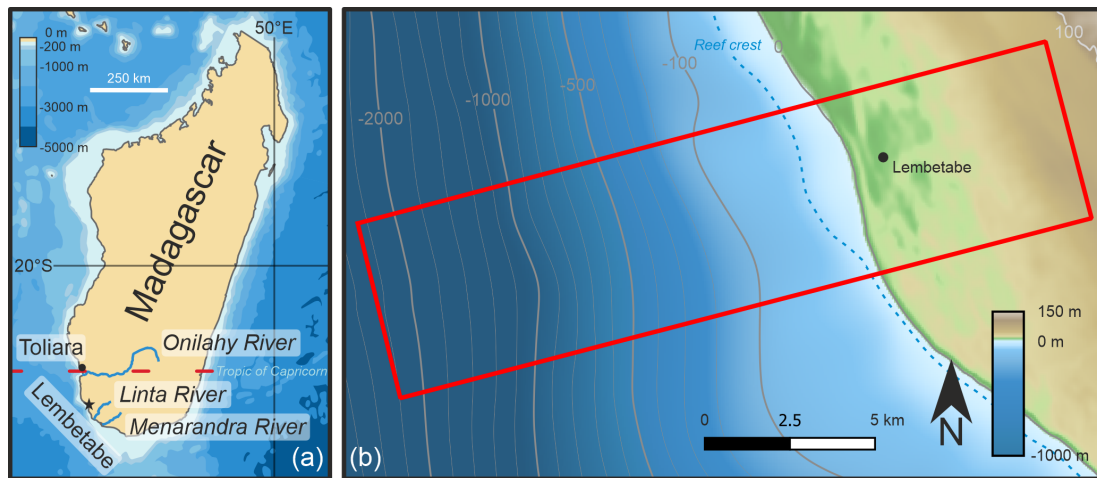 50°E
0 m
-200 m
-1000 m
-3000 m
-5000 m
250 km
Madagascar
20°S
Toliara
Onilahy River
Tropic of Capricorn
Linta River
Lembetabe
Menarandra River
(a)
Reef crest
0
100
-100
-500
-1000
-2000
Lembetabe
150 m
0 m
-1000 m
0
2.5
5 km
N
(b)